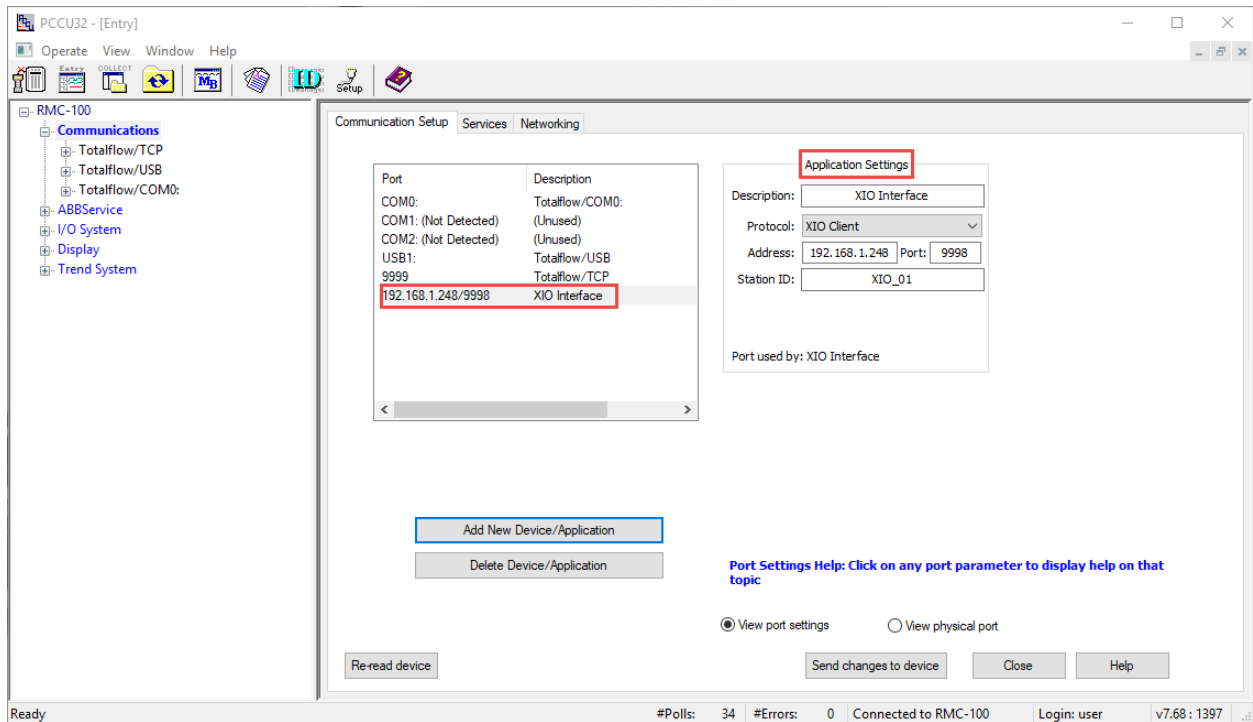 PCCU32 - [Entry]
Operate View Window Help
Entry COLLECT MB ID Setup
RMC-100
Communications
Totalflow/TCP
Totalflow/USB
Totalflow/COM0:
ABBService
I/O System
Display
Trend System
Communication Setup Services Networking
Port Description
COM0: Totalflow/COM0:
COM1: (Not Detected) (Unused)
COM2: (Not Detected) (Unused)
USB1: Totalflow/USB
9999 Totalflow/TCP
192.168.1.248/9998 XIO Interface
Application Settings
Description: XIO Interface
Protocol: XIO Client
Address: 192.168.1.248 Port: 9998
Station ID: XIO_01
Port used by: XIO Interface
Add New Device/Application
Delete Device/Application
Port Settings Help: Click on any port parameter to display help on that
topic
View port settings View physical port
Re-read device Send changes to device Close Help
Ready #Polls: 34 #Errors: 0 Connected to RMC-100 Login: user v7.68 : 1397